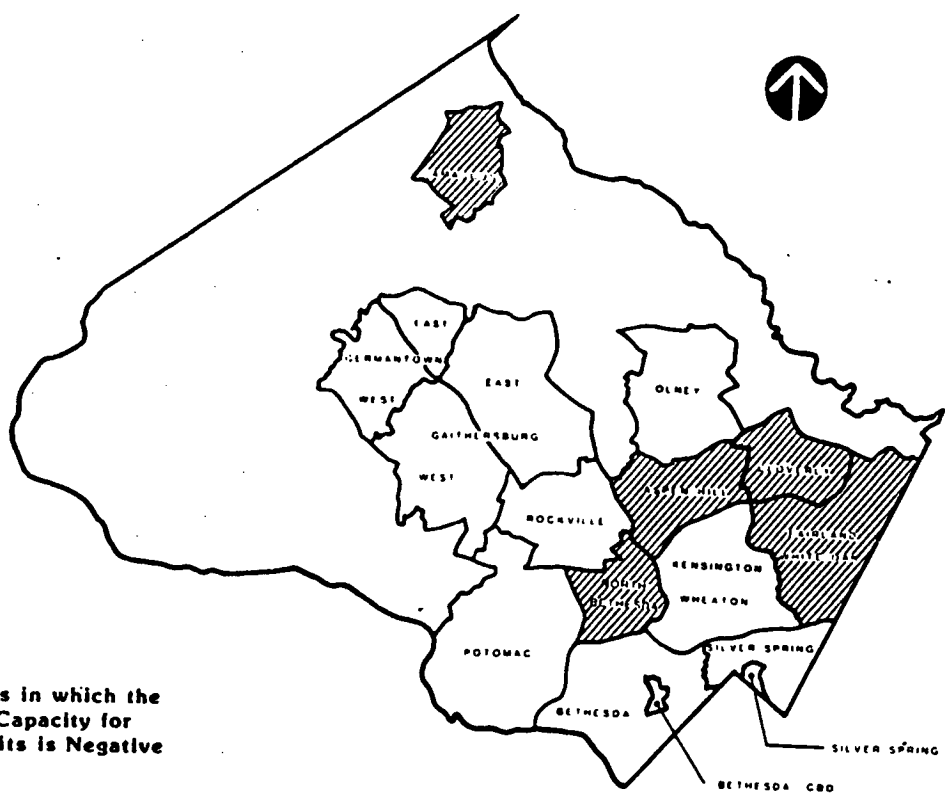 EAST
GERMANTOWN
WEST
EAST
GAITHERSBURG
WEST
OLNEY
ASPEN HILL
CLOVERLY
ROCKVILLE
FAIRLAND
WHITE OAK
NORTH
BETHESDA
KENSINGTON
WHEATON
POTOMAC
SILVER SPRING
BETHESDA
s in which the
Capacity for
its is Negative
SILVER SPRING
BETHESDA CBD